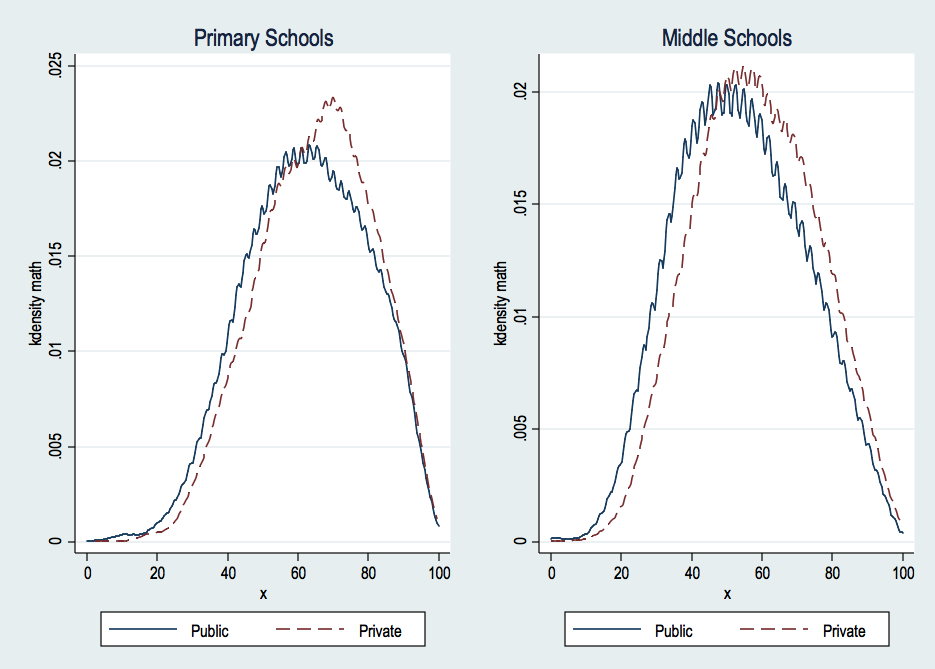 Primary Schools
kdensity math
.025
.02
.015
.01
.005
0
0 20 40 60 80 100
x
Public Private
Middle Schools
kdensity math
.02
.015
.01
.005
0
0 20 40 60 80 100
x
Public Private